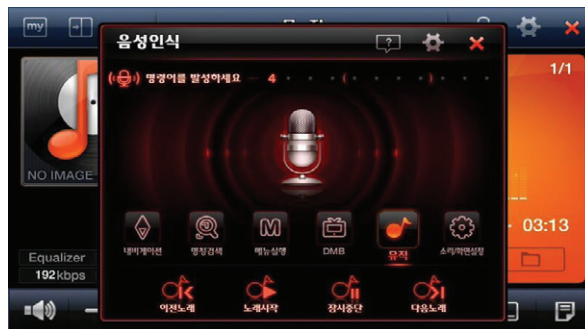 my
음성인식
?
명령어를 발성하세요 4
1/1
NO IMAGE
03:13
내비게이션 명칭검색 메뉴실행 DMB 뮤직 소리/화면설정
M
Equalizer
192kbps
이전노래 노래시작 잠시중단 다음노래